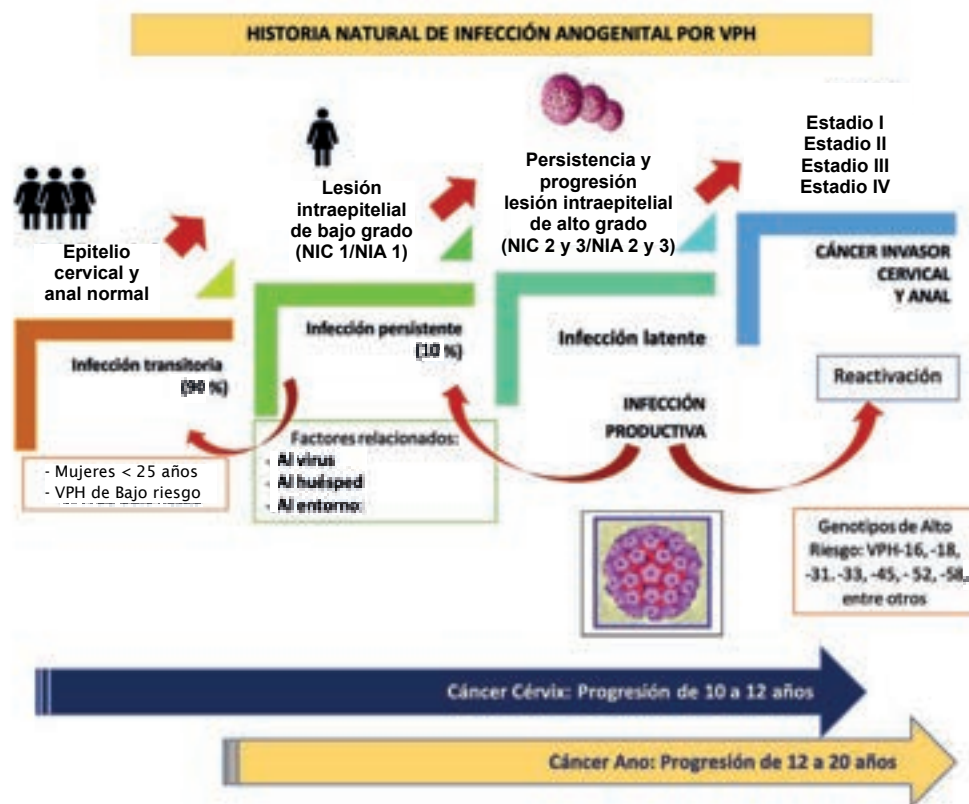 HISTORIA NATURAL DE INFECCIÓN ANOGENITAL POR VPH
Epitelio
cervical y
anal normal
Infección transitoria
(90 %)
- Mujeres < 25 años
- VPH de Bajo riesgo
Lesión
intraepitelial
de bajo grado
(NIC 1/NIA 1)
Infección persistente
(10 %)
Factores relacionados:
- Al virus
- Al huésped
- Al entorno:
Persistencia y
progresión
lesión intraepitelial
de alto grado
(NIC 2 y 3/NIA 2 y 3)
Infección latente
INFECCIÓN
PRODUCTIVA
Estadio I
Estadio II
Estadio III
Estadio IV
CÁNCER INVASOR
CERVICAL
Y ANAL
Reactivación
Genotipos de Alto
Riesgo: VPH-16, -18,
-31. -33, -45, - 52, -58,
entre otros
Cáncer Cérvix: Progresión de 10 a 12 años
Cáncer Ano: Progresión de 12 a 20 años